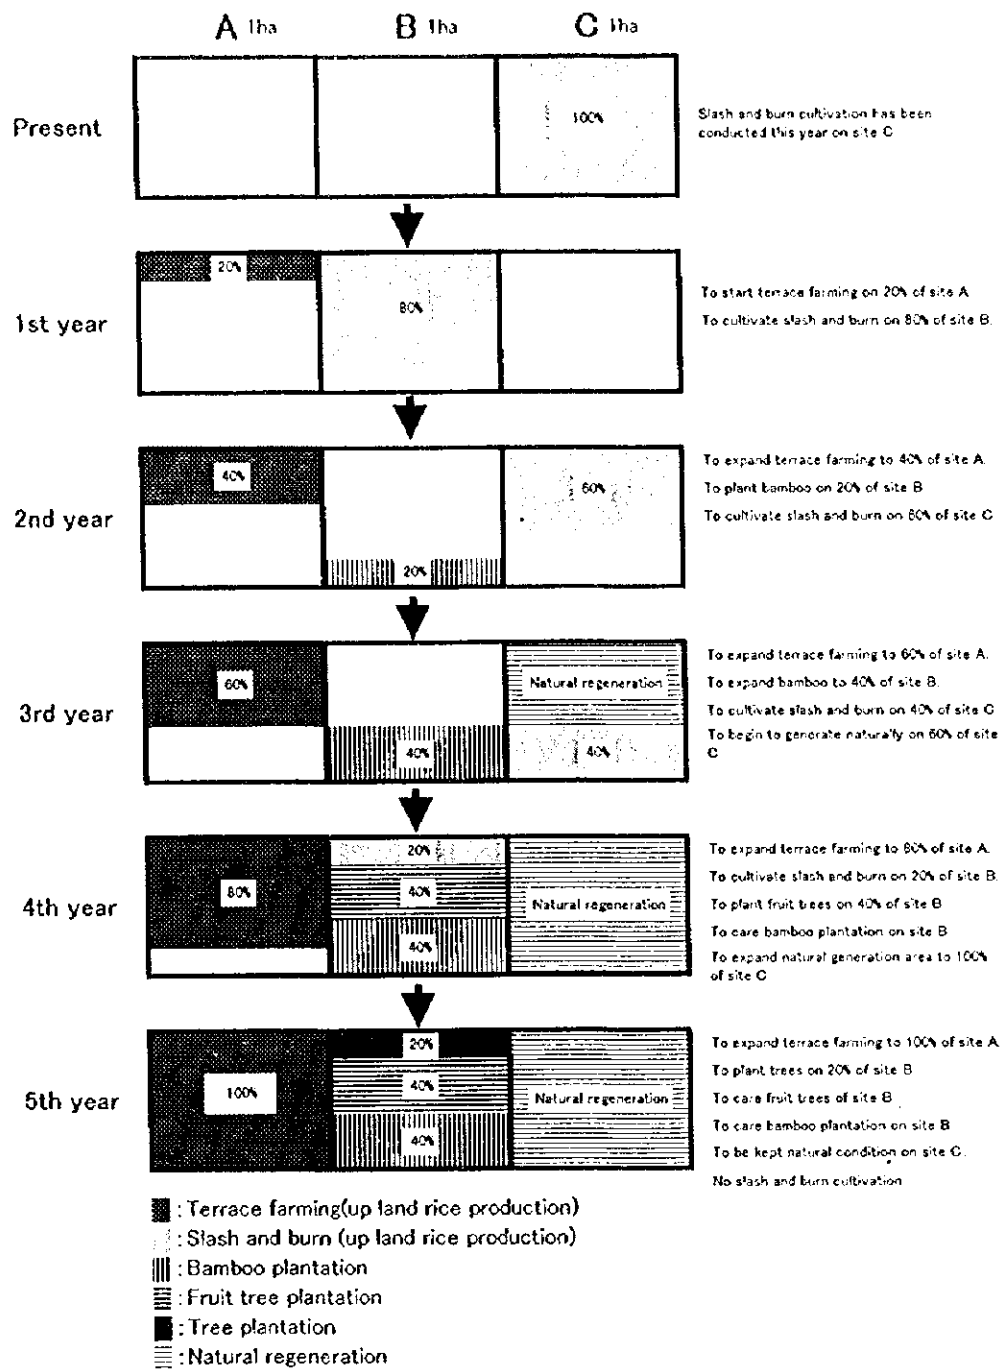 A 1ha B 1ha C 1ha
Present
100%
Slash and burn cultivation has been
conducted this year on site C
1st year
20%
80%
To start terrace farming on 20% of site A
To cultivate slash and burn on 80% of site B.
2nd year
40%
20%
60%
To expand terrace farming to 40% of site A.
To plant bamboo on 20% of site B
To cultivate slash and burn on 60% of site C
3rd year
60%
40%
Natural regeneration
40%
To expand terrace farming to 60% of site A.
To expand bamboo to 40% of site B.
To cultivate slash and burn on 40% of site C
To begin to generate naturally on 60% of site
C
4th year
80%
20%
40%
40%
Natural regeneration
To expand terrace farming to 80% of site A.
To cultivate slash and burn on 20% of site B.
To plant fruit trees on 40% of site B
To care bamboo plantation on site B
To expand natural generation area to 100%
of site C
5th year
100%
20%
40%
40%
Natural regeneration
To expand terrace farming to 100% of site A
To plant trees on 20% of site B
To care fruit trees of site B
To care bamboo plantation on site B
To be kept natural condition on site C.
No slash and burn cultivation
: Terrace farming(up land rice production)
: Slash and burn (up land rice production)
: Bamboo plantation
: Fruit tree plantation
: Tree plantation
: Natural regeneration